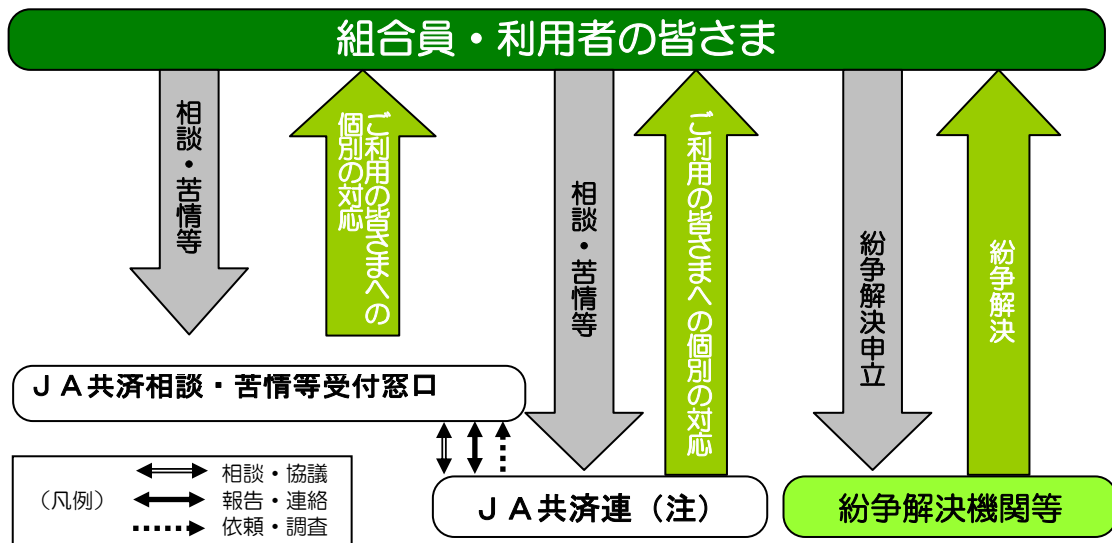 組合員・利用者の皆さま
相談・苦情等
ご利用の皆さまへの
個別の対応
相談・苦情等
ご利用の皆さまへの個別の対応
紛争解決申立
紛争解決
ＪＡ共済相談・苦情等受付窓口
（凡例）
相談・協議
報告・連絡
依頼・調査
ＪＡ共済連（注）
紛争解決機関等